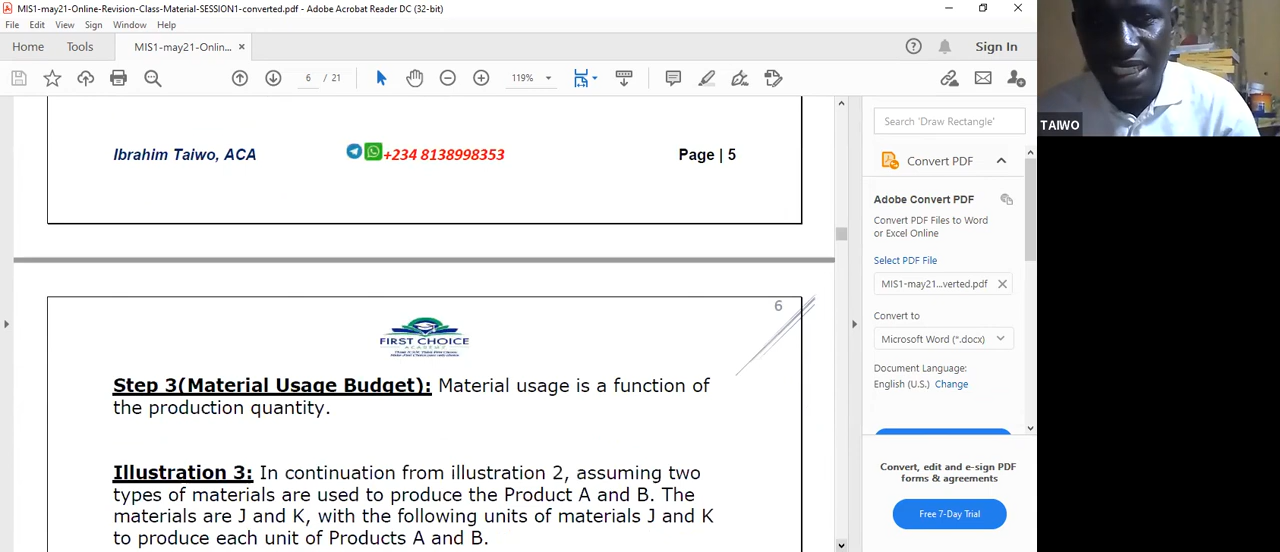 MIS1-may21-Online-Revision-Class-Material-SESSION1-converted.pdf - Adobe Acrobat Reader DC (32-bit)
File Edit View Sign Window Help
Home Tools MIS1-may21-Onlin... Sign In
6 / 21 119%
Ibrahim Taiwo, ACA +234 8138998353 Page | 5
6
FIRST CHOICE
ACADEMY
Step 3(Material Usage Budget): Material usage is a function of
the production quantity.
Illustration 3: In continuation from illustration 2, assuming two
types of materials are used to produce the Product A and B. The
materials are J and K, with the following units of materials J and K
to produce each unit of Products A and B.
Search 'Draw Rectangle'
Convert PDF
Adobe Convert PDF
Convert PDF Files to Word
or Excel Online
Select PDF File
MIS1-may21...verted.pdf
Convert to
Microsoft Word (*.docx)
Document Language:
English (U.S.) Change
Convert, edit and e-sign PDF
forms & agreements
Free 7-Day Trial
TAIWO